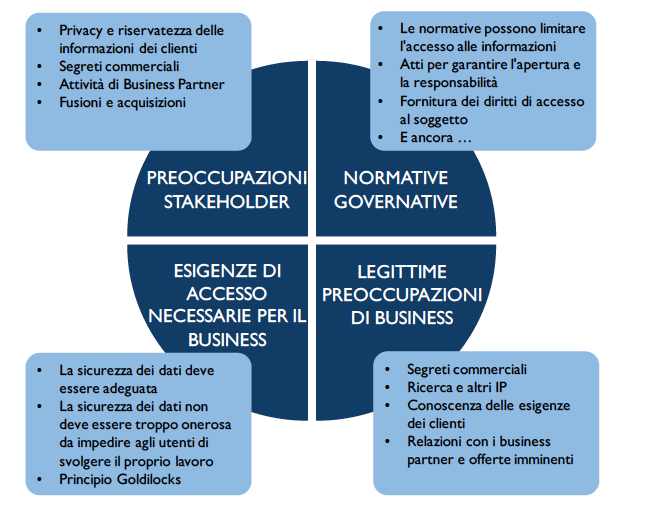 • Privacy e riservatezza delle
informazioni dei clienti
• Segreti commerciali
• Attività di Business Partner
• Fusioni e acquisizioni
• Le normative possono limitare
l'accesso alle informazioni
• Atti per garantire l'apertura e
la responsabilità
• Fornitura dei diritti di accesso
al soggetto
• E ancora …
PREOCCUPAZIONI
STAKEHOLDER
NORMATIVE
GOVERNATIVE
ESIGENZE DI
ACCESSO
NECESSARIE PER IL
BUSINESS
LEGITTIME
PREOCCUPAZIONI
DI BUSINESS
• La sicurezza dei dati deve
essere adeguata
• La sicurezza dei dati non
deve essere troppo onerosa
da impedire agli utenti di
svolgere il proprio lavoro
• Principio Goldilocks
• Segreti commerciali
• Ricerca e altri IP
• Conoscenza delle esigenze
dei clienti
• Relazioni con i business
partner e offerte imminenti